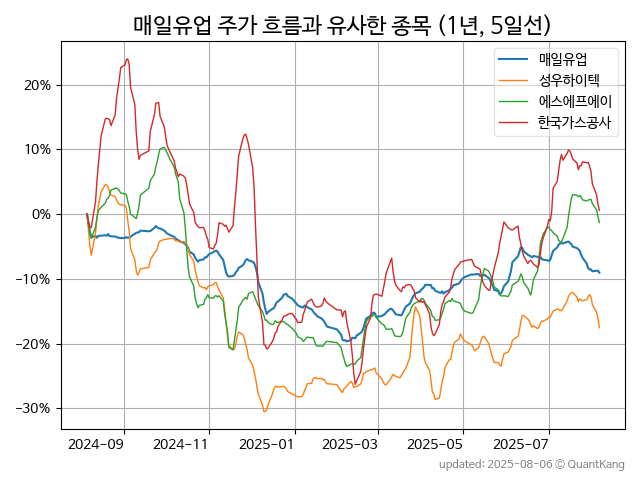 매일유업 주가 흐름과 유사한 종목 (1년, 5일선)
매일유업
성우하이텍
에스에프에이
한국가스공사
20%
10%
0%
−10%
−20%
−30%
2024-09
2024-11
2025-01
2025-03
2025-05
2025-07
updated: 2025-08-06 © QuantKang